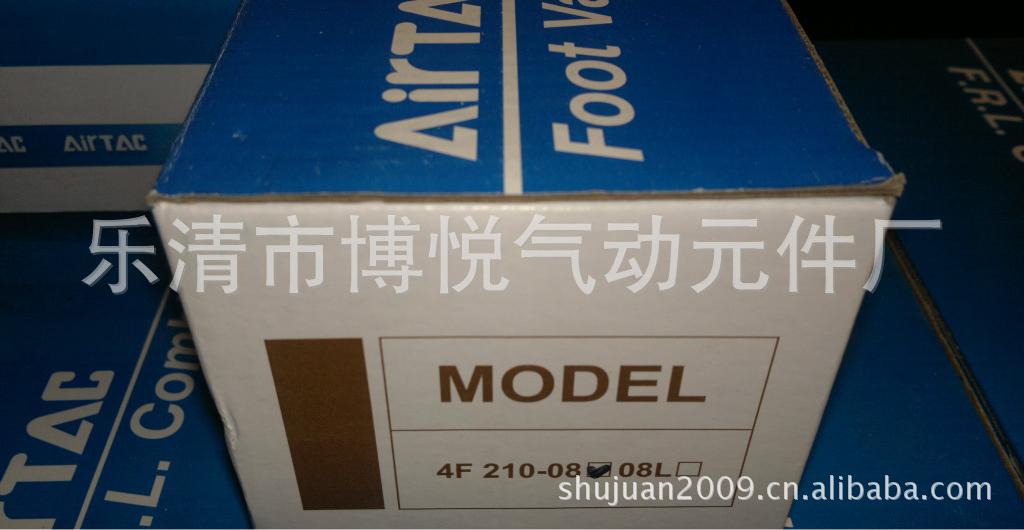 AirTAC
Foot Va
AC AirTAC
F.R.L. C
乐清市博悦气动元件厂
MODEL
4F 210-08 .08L
AirTAC
.L. Com
shujuan2009.cn.alibaba.com